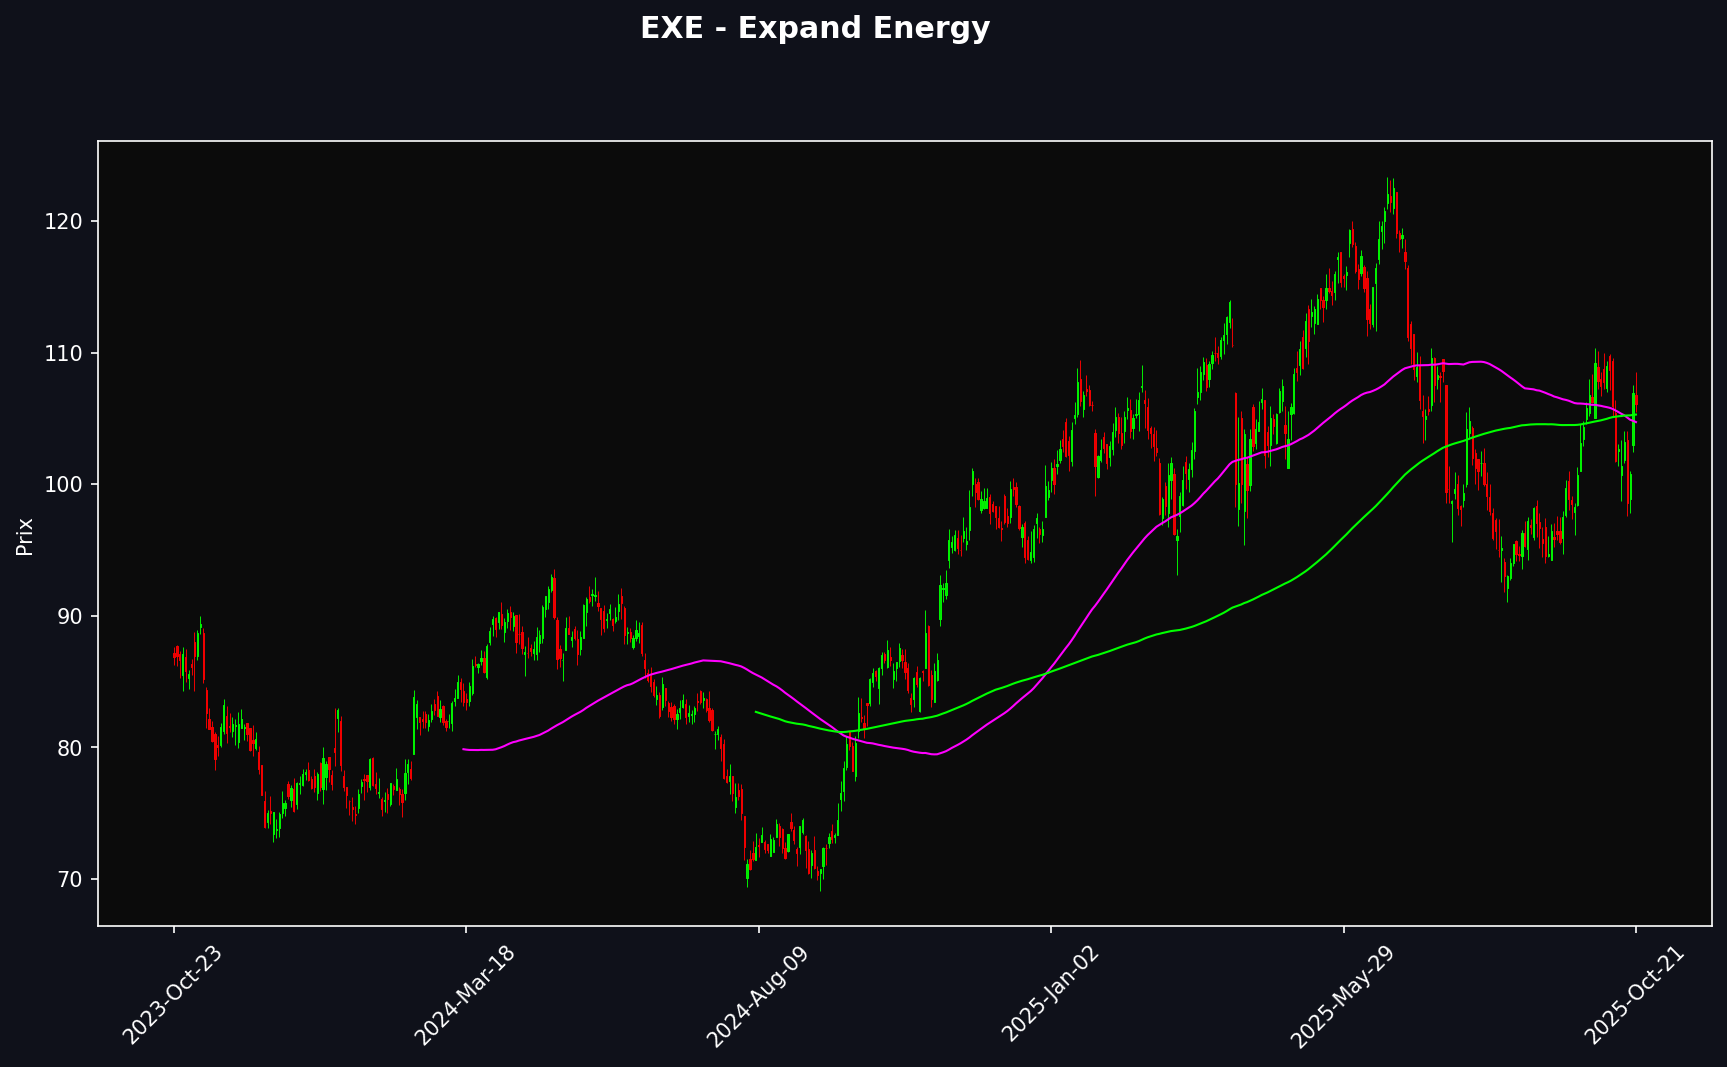 EXE - Expand Energy
Prix
120
110
100
90
80
70
2023-Oct-23
2024-Mar-18
2024-Aug-09
2025-Jan-02
2025-May-29
2025-Oct-21